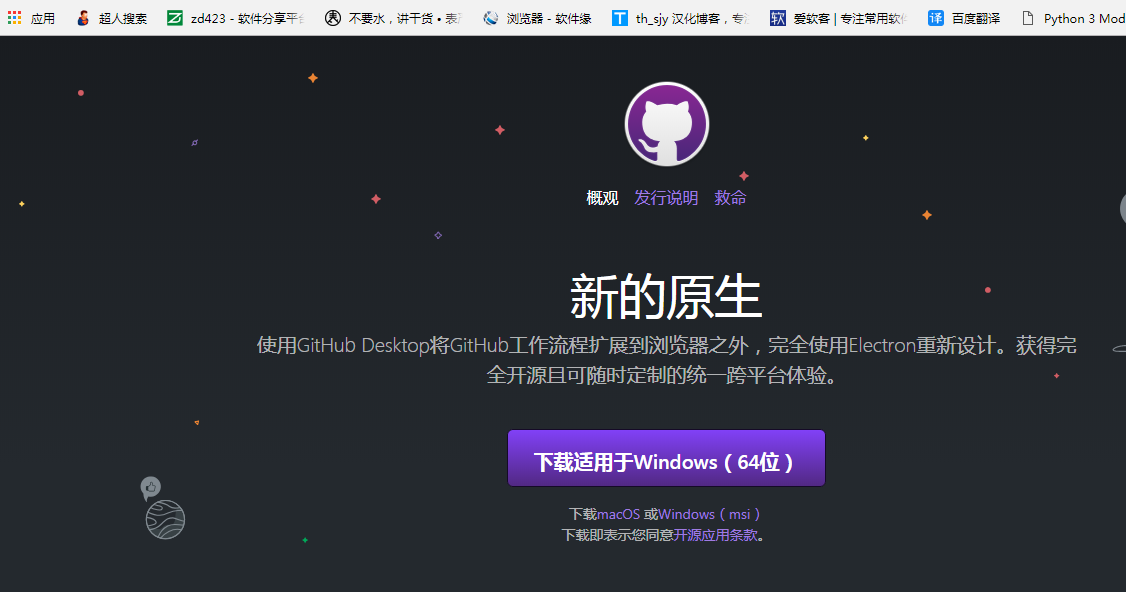 应用 超人搜索 zd423 - 软件分享平台 不要水，讲干货 • 表 浏览器 - 软件缘 th_sjy 汉化博客，专注 爱软客 | 专注常用软件 百度翻译 Python 3 Mod
概观 发行说明 救命
新的原生
使用GitHub Desktop将GitHub工作流程扩展到浏览器之外，完全使用Electron重新设计。获得完
全开源且可随时定制的统一跨平台体验。
下载适用于Windows（64位）
下载macOS 或Windows（msi）
下载即表示您同意开源应用条款。